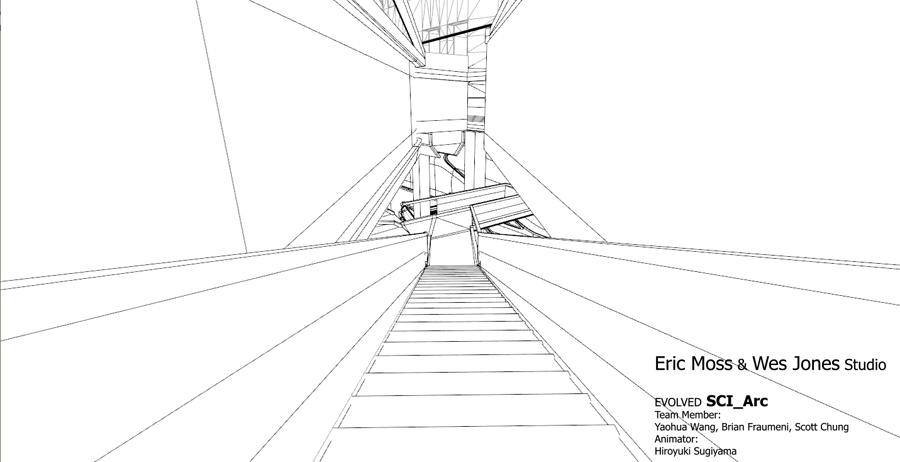 Eric Moss & Wes Jones Studio
EVOLVED SCI_Arc
Team Member:
Yaohua Wang, Brian Fraumeni, Scott Chung
Animator:
Hiroyuki Sugiyama